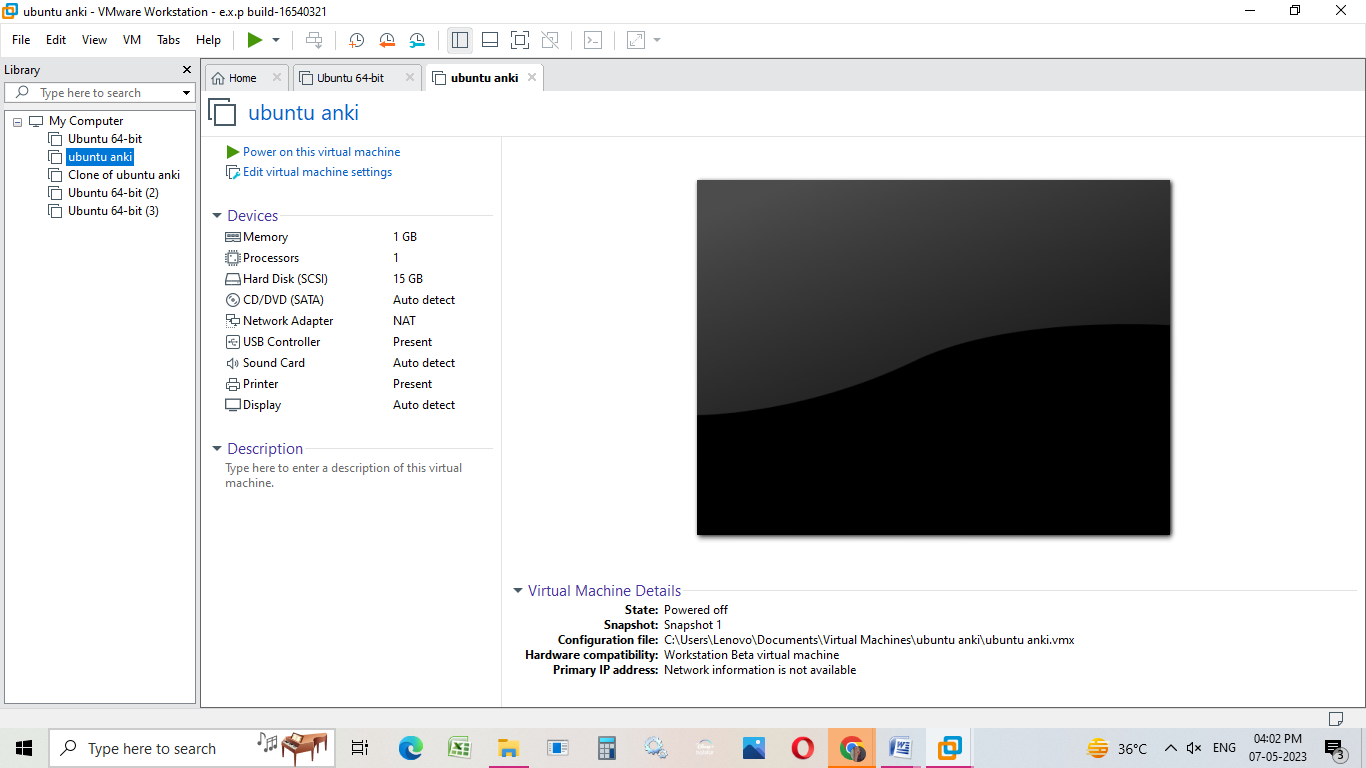 ubuntu anki - VMware Workstation - e.x.p build-16540321
File Edit View VM Tabs Help
Library
Type here to search
My Computer
Ubuntu 64-bit
ubuntu anki
Clone of ubuntu anki
Ubuntu 64-bit (2)
Ubuntu 64-bit (3)
Home
Ubuntu 64-bit
ubuntu anki
ubuntu anki
Power on this virtual machine
Edit virtual machine settings
Devices
Memory 1 GB
Processors 1
Hard Disk (SCSI) 15 GB
CD/DVD (SATA) Auto detect
Network Adapter NAT
USB Controller Present
Sound Card Auto detect
Printer Present
Display Auto detect
Description
Type here to enter a description of this virtual
machine.
Virtual Machine Details
State: Powered off
Snapshot: Snapshot 1
Configuration file: C:\Users\Lenovo\Documents\Virtual Machines\ubuntu anki\ubuntu anki.vmx
Hardware compatibility: Workstation Beta virtual machine
Primary IP address: Network information is not available
Type here to search
36°C
ENG
04:02 PM
07-05-2023
3